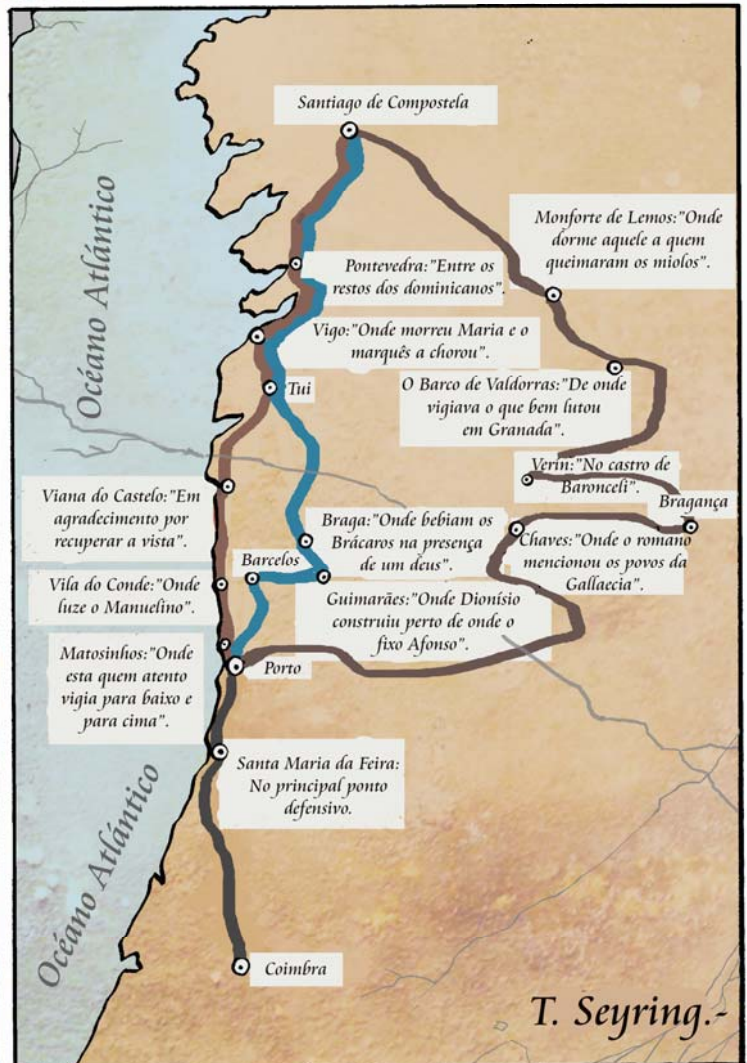 Santiago de Compostela
Océano Atlántico
Monforte de Lemos:"Onde
dorme aquele a quem
queimaram os miolos".
Pontevedra:"Entre os
restos dos dominicanos".
Vigo:"Onde morreu Maria e o
marquês a chorou".
O Barco de Valdorras:"De onde
vigiava o que bem lutou
em Granada".
Tui
Verín:"No castro de
Baronceli".
Bragança
Viana do Castelo:"Em
agradecimento por
recuperar a vista".
Braga:"Onde bebiam os
Brácaros na presença
de um deus".
Chaves:"Onde o romano
mencionou os povos da
Gallaecia".
Barcelos
Vila do Conde:"Onde
luze o Manuelino".
Guimarães:"Onde Dionísio
construiu perto de onde o
fixo Afonso".
Matosinhos:"Onde
esta quem atento
vigia para baixo e
para cima".
Porto
Santa Maria da Feira:
No principal ponto
defensivo.
Océano Atlántico
Coimbra
T. Seyring.-